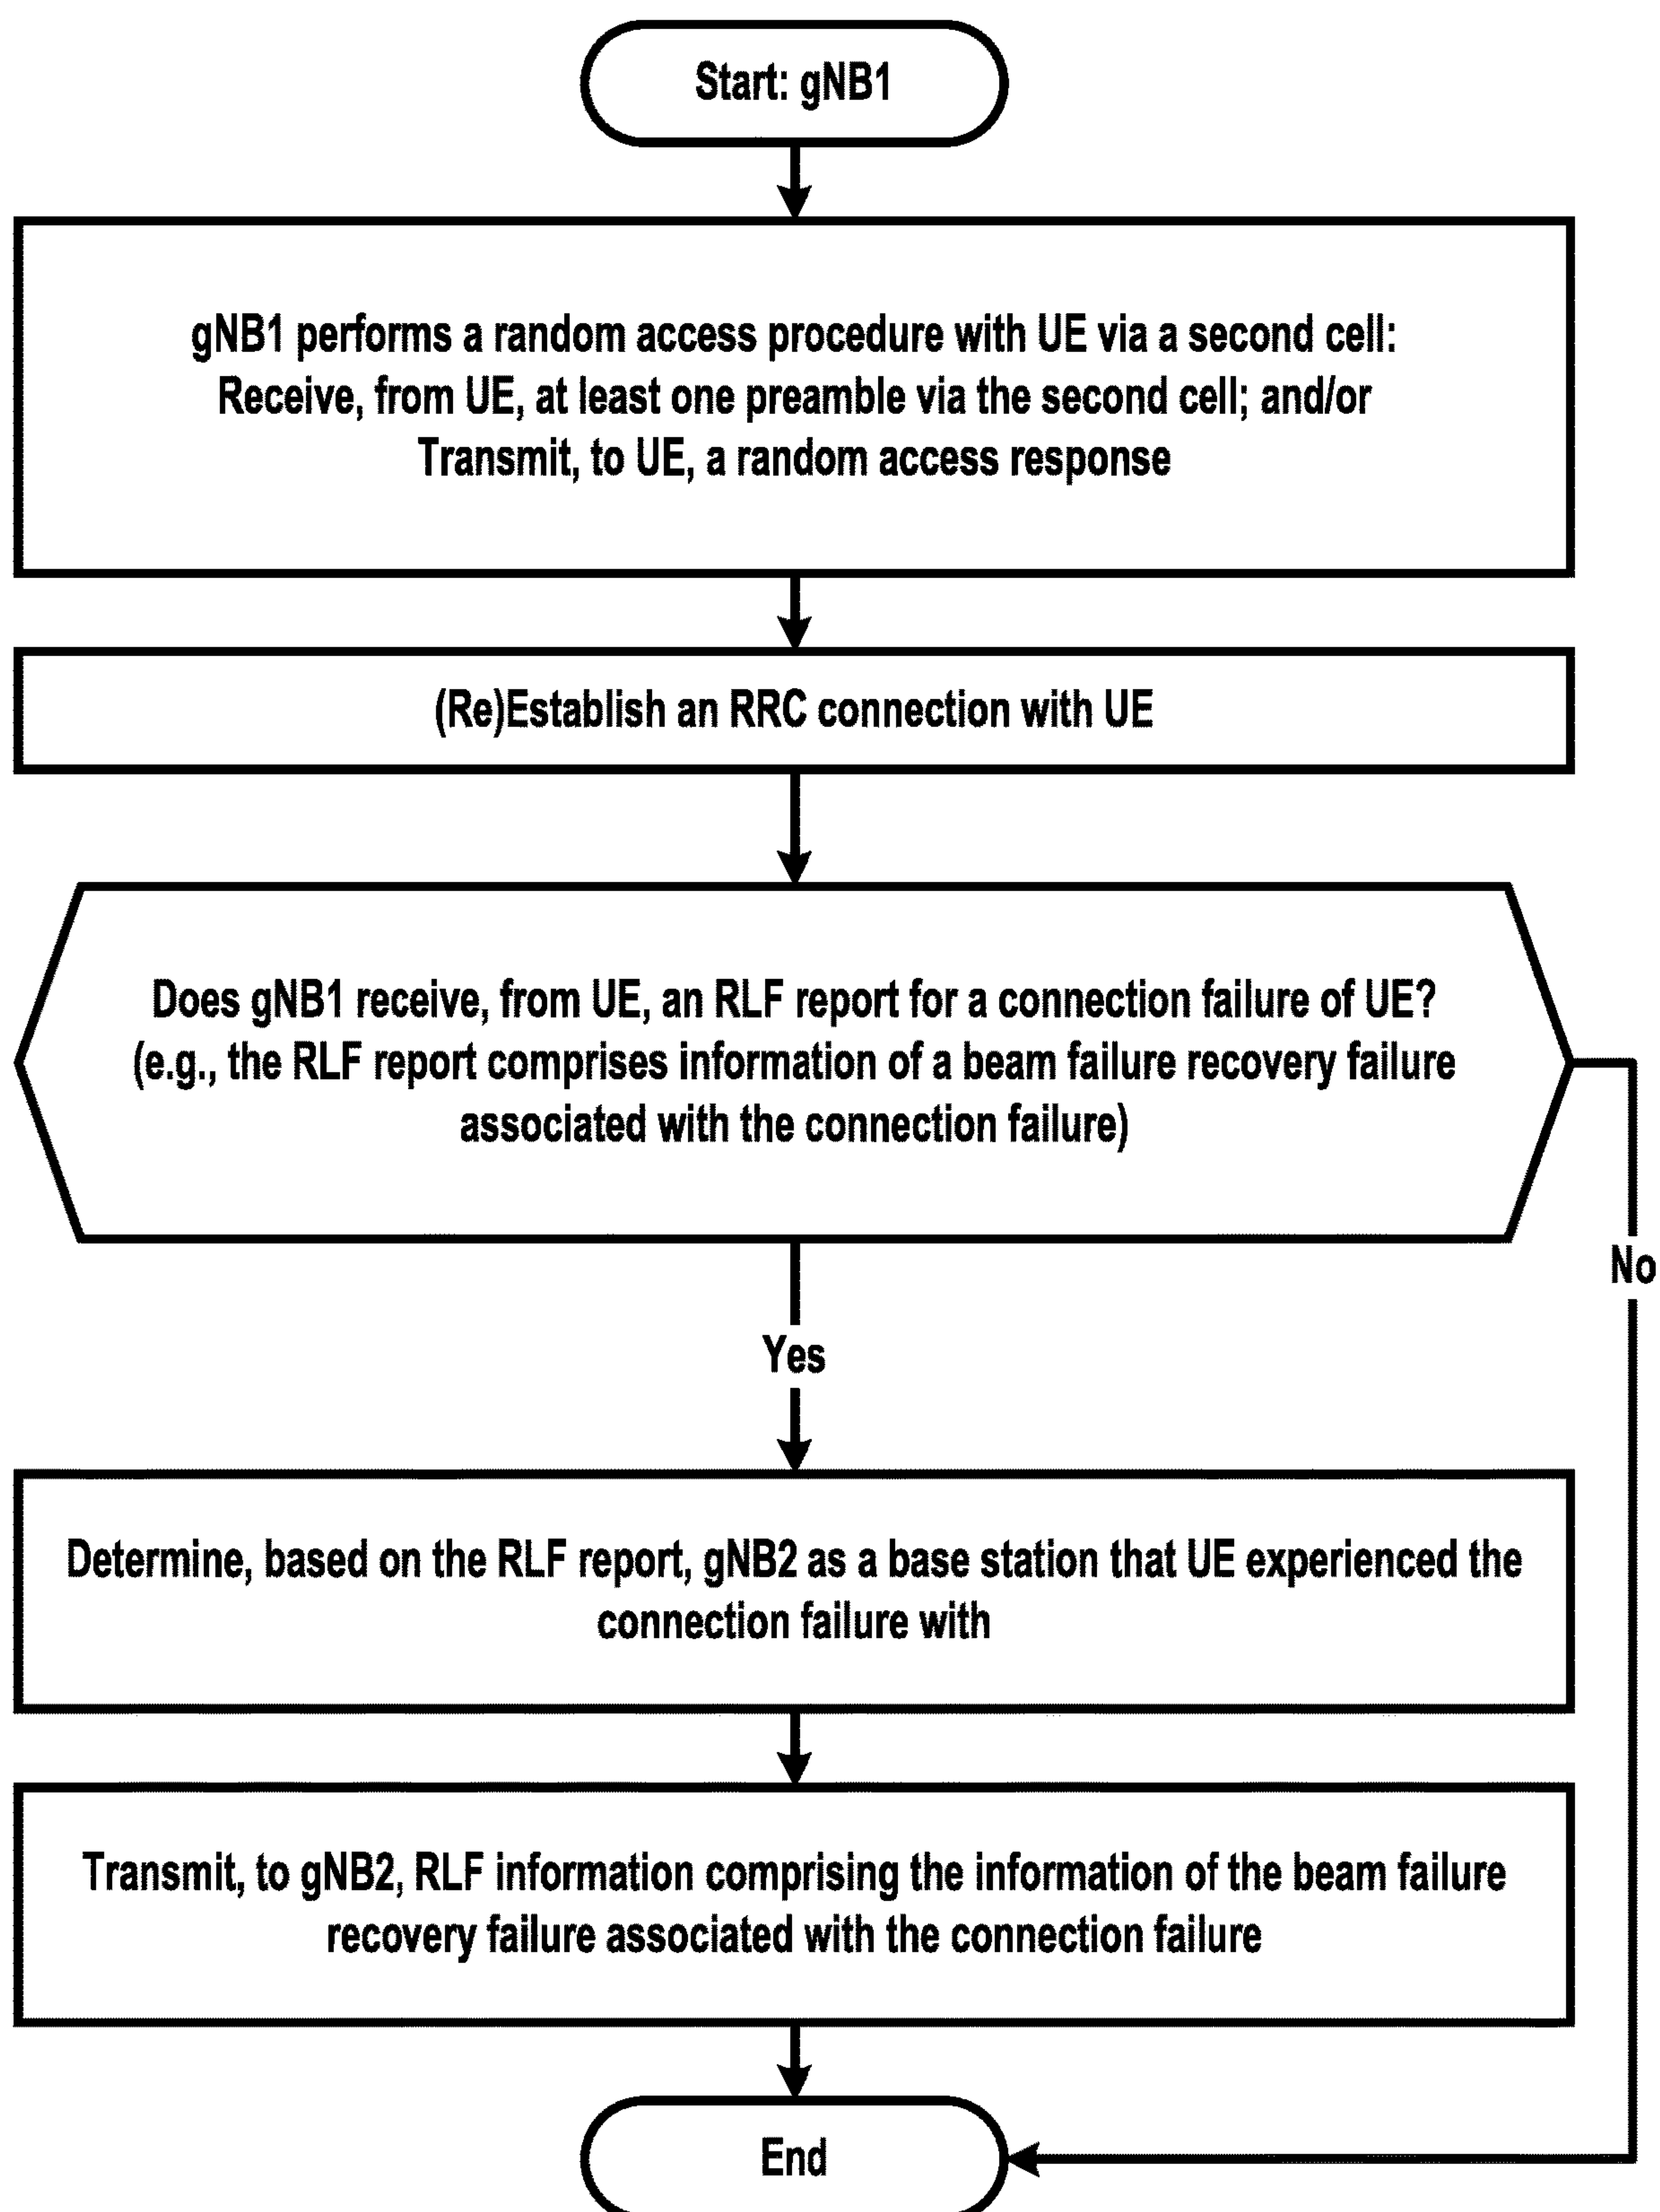 Start: gNB1
gNB1 performs a random access procedure with UE via a second cell:
Receive, from UE, at least one preamble via the second cell; and/or
Transmit, to UE, a random access response
(Re)Establish an RRC connection with UE
Does gNB1 receive, from UE, an RLF report for a connection failure of UE?
(e.g., the RLF report comprises information of a beam failure recovery failure
associated with the connection failure)
No
Yes
Determine, based on the RLF report, gNB2 as a base station that UE experienced the
connection failure with
Transmit, to gNB2, RLF information comprising the information of the beam failure
recovery failure associated with the connection failure
End